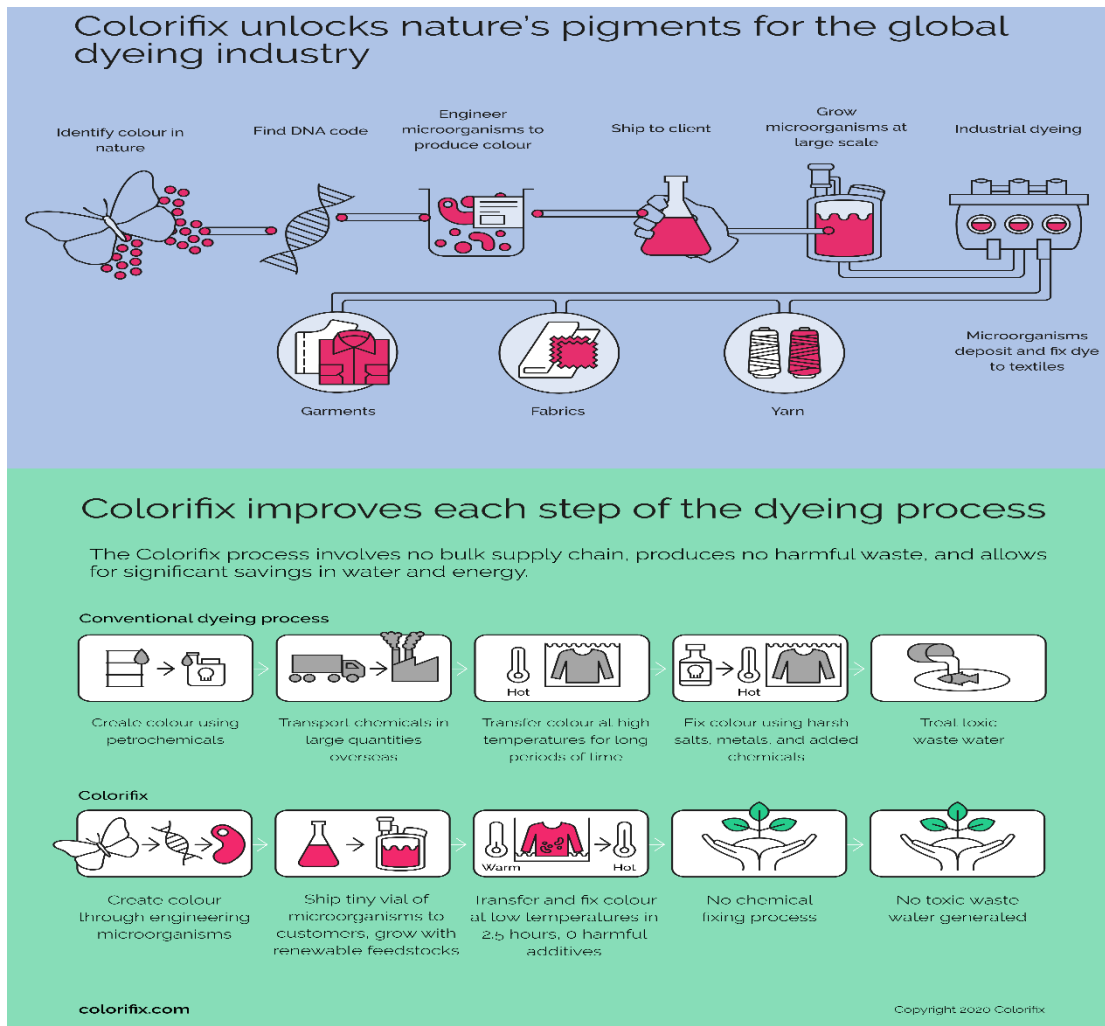 Colorifix unlocks nature's pigments for the global
dyeing industry
Identify colour in
nature
Find DNA code
Engineer
microorganisms to
produce colour
Ship to client
Grow
microorganisms at
large scale
Industrial dyeing
Microorganisms
deposit and fix dye
to textiles
Garments
Fabrics
Yarn
Colorifix improves each step of the dyeing process
The Colorifix process involves no bulk supply chain, produces no harmful waste, and allows
for significant savings in water and energy.
Conventional dyeing process
Hot
Hot
Create colour using
petrochemicals
Transport chemicals in
large quantities
overseas
Transfer colour at high
temperatures for long
periods of time
Fix colour using harsh
salts, metals, and added
chemicals
Treat toxic
waste water
Colorifix
Warm
Hot
Create colour
through engineering
microorganisms
Ship tiny vial of
microorganisms to
customers, grow with
renewable feedstocks
Transfer and fix colour
at low temperatures in
2.5 hours, 0 harmful
additives
No chemical
fixing process
No toxic waste
water generated
colorifix.com
Copyright 2020 Colorifix